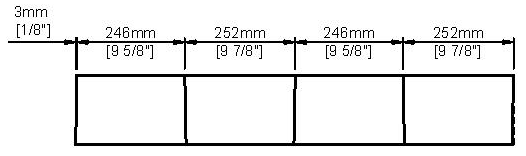 3mm
[1/8"]
246mm 252mm 246mm 252mm
[9 5/8"] [9 7/8"] [9 5/8"] [9 7/8"]